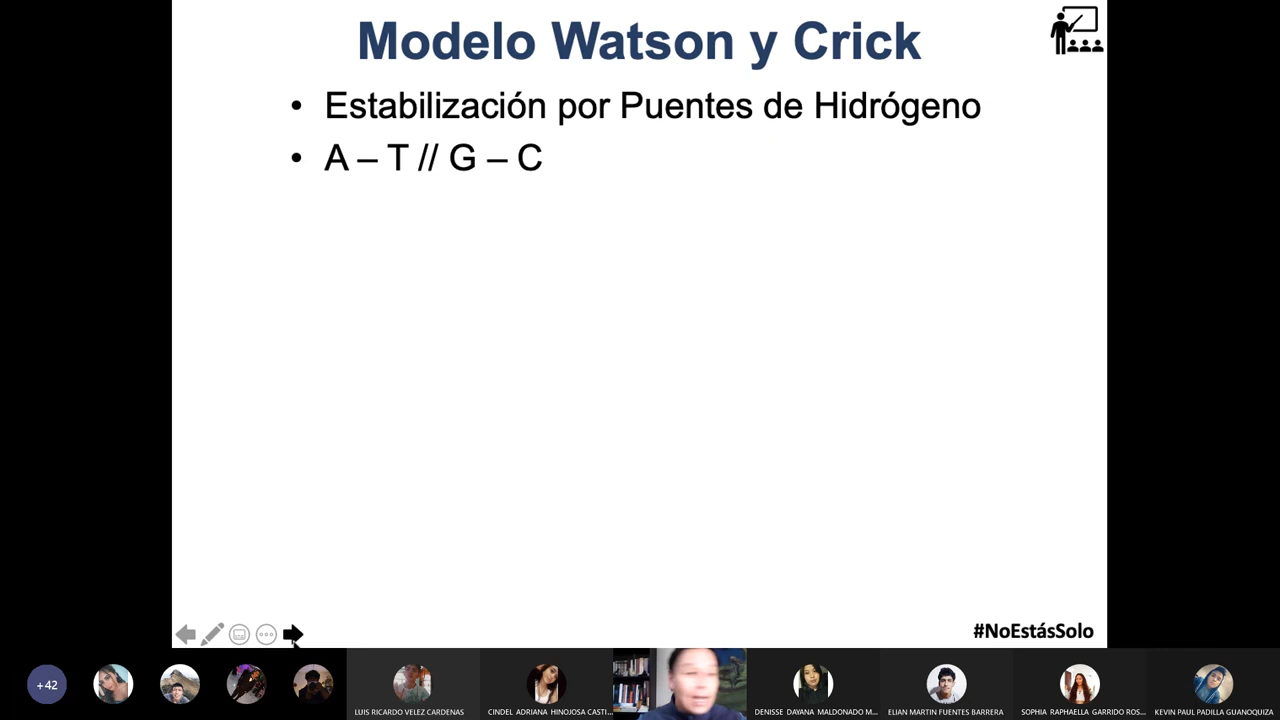 Modelo Watson y Crick
• Estabilización por Puentes de Hidrógeno
• A – T // G – C
#NoEstásSolo
+42
LUIS RICARDO VELEZ CARDENAS
CINDEL ADRIANA HINOJOSA CASTI...
DENISSE DAYANA MALDONADO M...
ELIAN MARTIN FUENTES BARRERA
SOPHIA RAPHAELLA GARRIDO ROS...
KEVIN PAUL PADILLA GUANOQUIZA